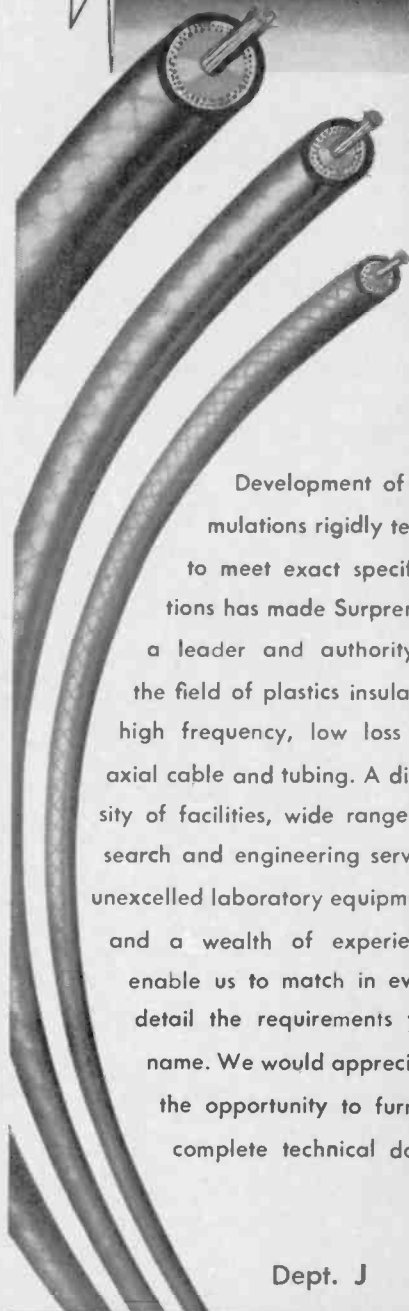 Development of
mulations rigidly te
to meet exact specif
tions has made Surpren
a leader and authority
the field of plastics insula
high frequency, low loss
axial cable and tubing. A di
sity of facilities, wide range
search and engineering serv
unexcelled laboratory equipm
and a wealth of experie
enable us to match in ev
detail the requirements
name. We would appreci
the opportunity to furn
complete technical da
Dept. J